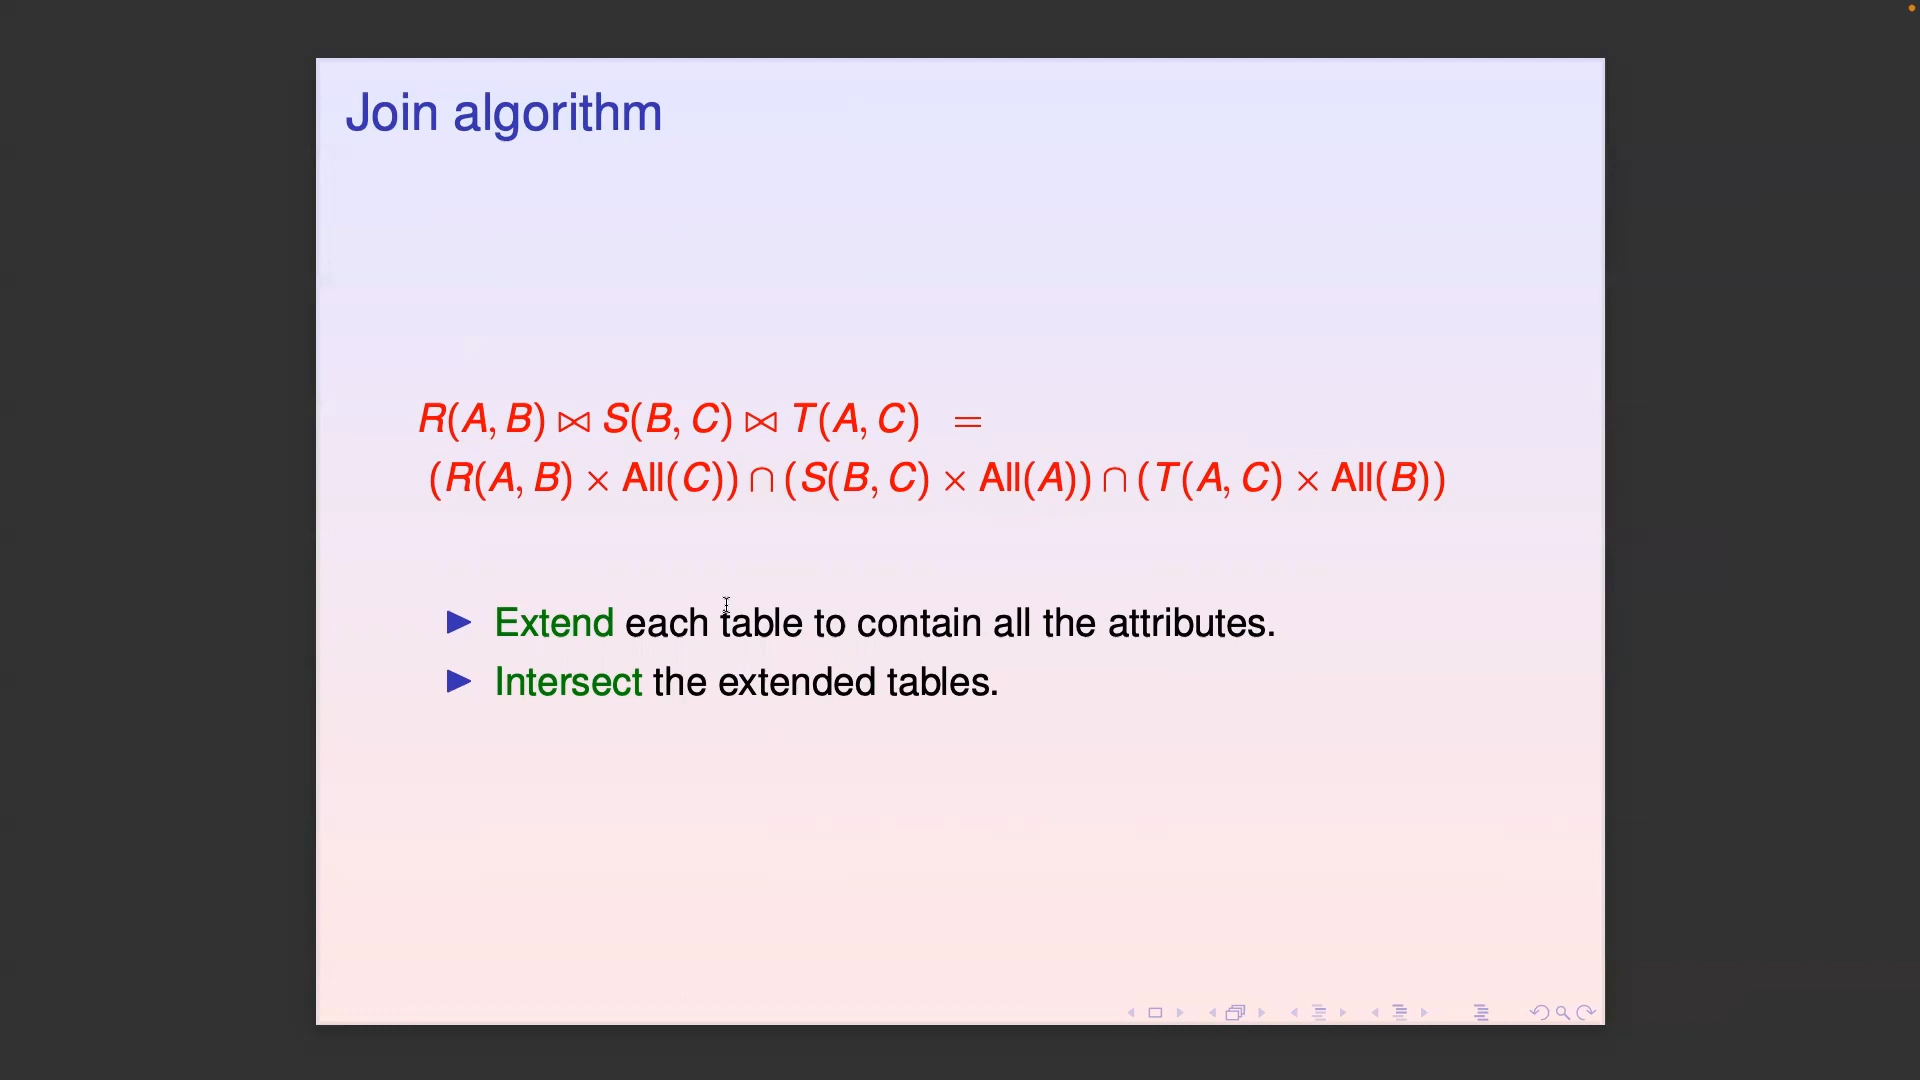 Join algorithm
R(A, B) ⋈ S(B, C) ⋈ T(A, C) =
(R(A, B) × All(C)) ∩ (S(B, C) × All(A)) ∩ (T(A, C) × All(B))
Extend each table to contain all the attributes.
Intersect the extended tables.